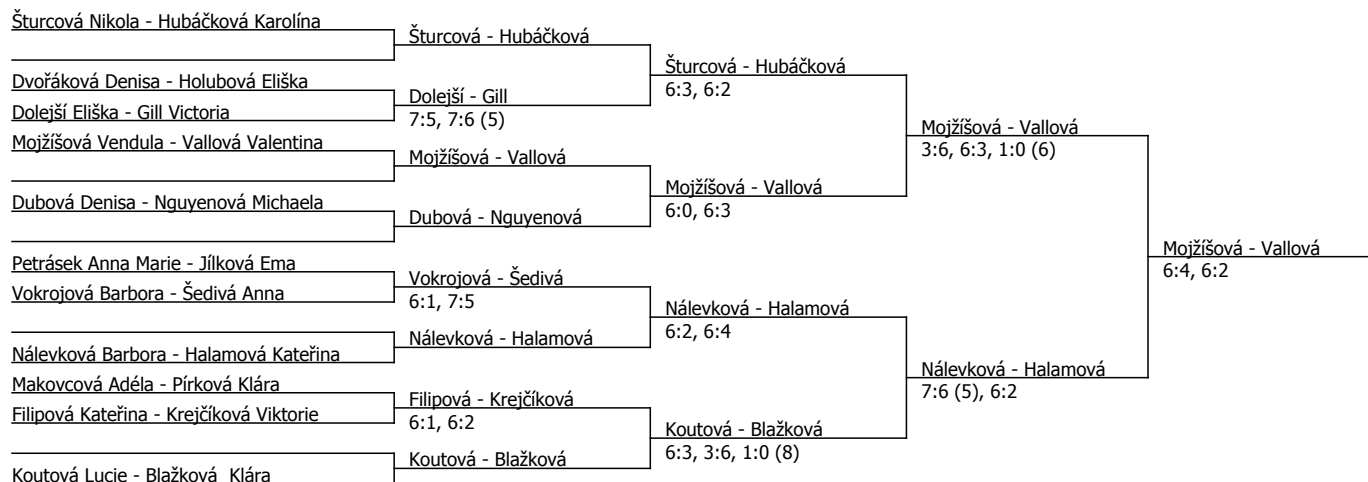 Šturcová Nikola - Hubáčková Karolína
Dvořáková Denisa - Holubová Eliška
Dolejší Eliška - Gill Victoria
Mojžíšová Vendula - Vallová Valentina
Dubová Denisa - Nguyenová Michaela
Petrásek Anna Marie - Jílková Ema
Vokrojová Barbora - Šedivá Anna
Nálevková Barbora - Halamová Kateřina
Makovcová Adéla - Pírková Klára
Filipová Kateřina - Krejčíková Viktorie
Koutová Lucie - Blažková  Klára
Šturcová - Hubáčková
Dolejší - Gill
7:5, 7:6 (5)
Mojžíšová - Vallová
Dubová - Nguyenová
Vokrojová - Šedivá
6:1, 7:5
Nálevková - Halamová
Filipová - Krejčíková
6:1, 6:2
Koutová - Blažková
Šturcová - Hubáčková
6:3, 6:2
Mojžíšová - Vallová
6:0, 6:3
Nálevková - Halamová
6:2, 6:4
Koutová - Blažková
6:3, 3:6, 1:0 (8)
Mojžíšová - Vallová
3:6, 6:3, 1:0 (6)
Nálevková - Halamová
7:6 (5), 6:2
Mojžíšová - Vallová
6:4, 6:2